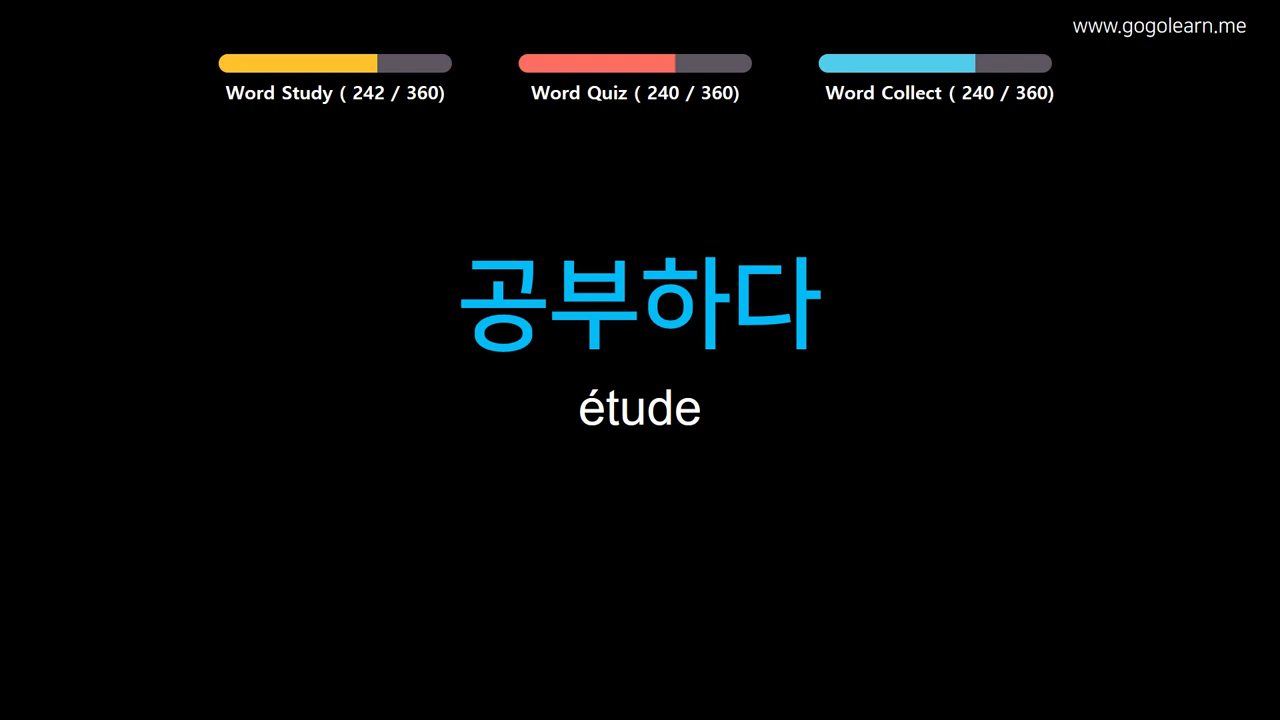 www.gogolearn.me
Word Study ( 242 / 360)
Word Quiz ( 240 / 360)
Word Collect ( 240 / 360)
공부하다
étude